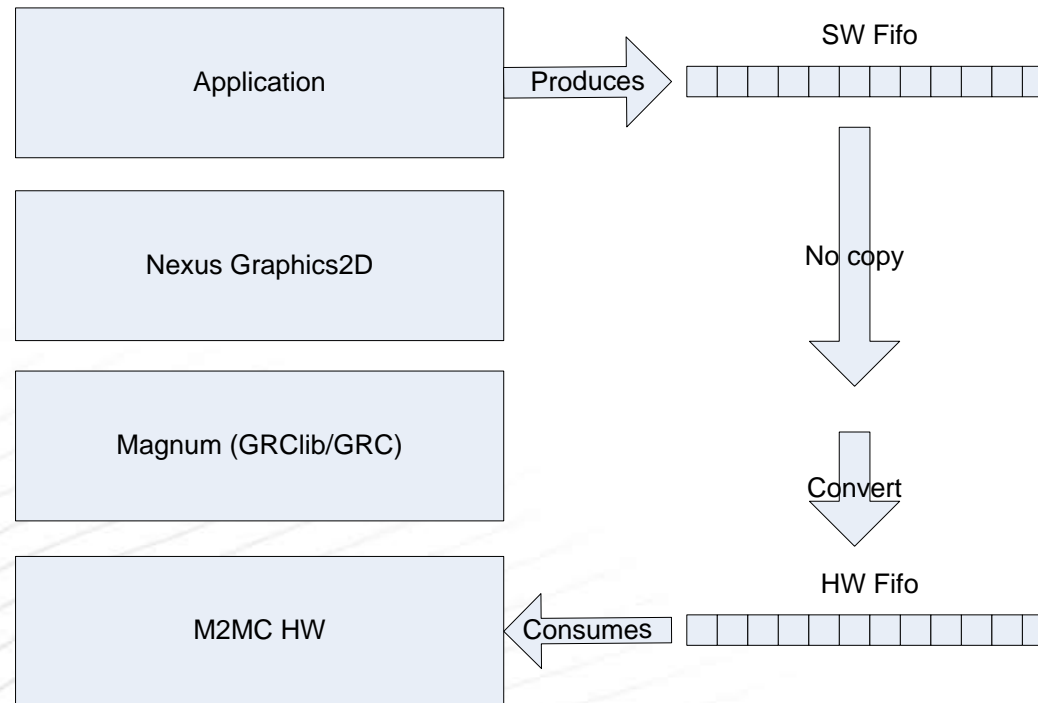 SW Fifo
Application
Produces
Nexus Graphics2D
No copy
Magnum (GRClib/GRC)
Convert
HW Fifo
M2MC HW
Consumes